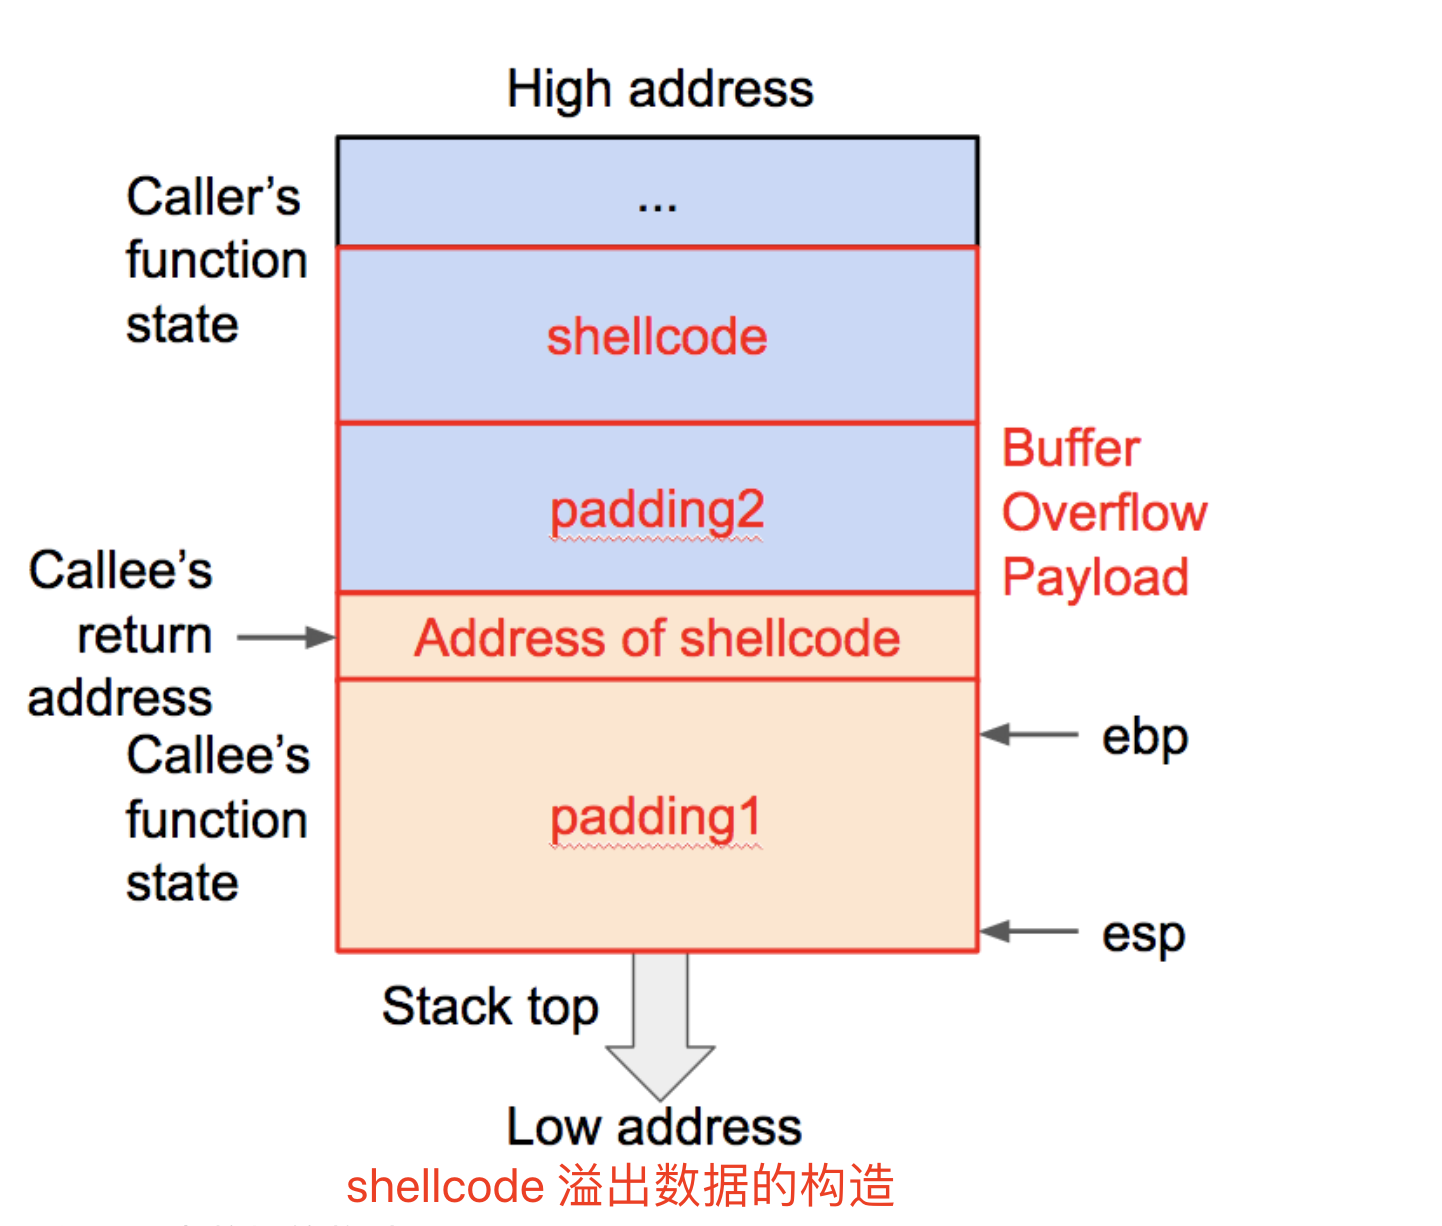 High address
Caller’s
function
state
...
shellcode
padding2
Buffer
Overflow
Payload
Callee’s
return
address
Address of shellcode
Callee’s
function
state
padding1
ebp
esp
Stack top
Low address
shellcode 溢出数据的构造